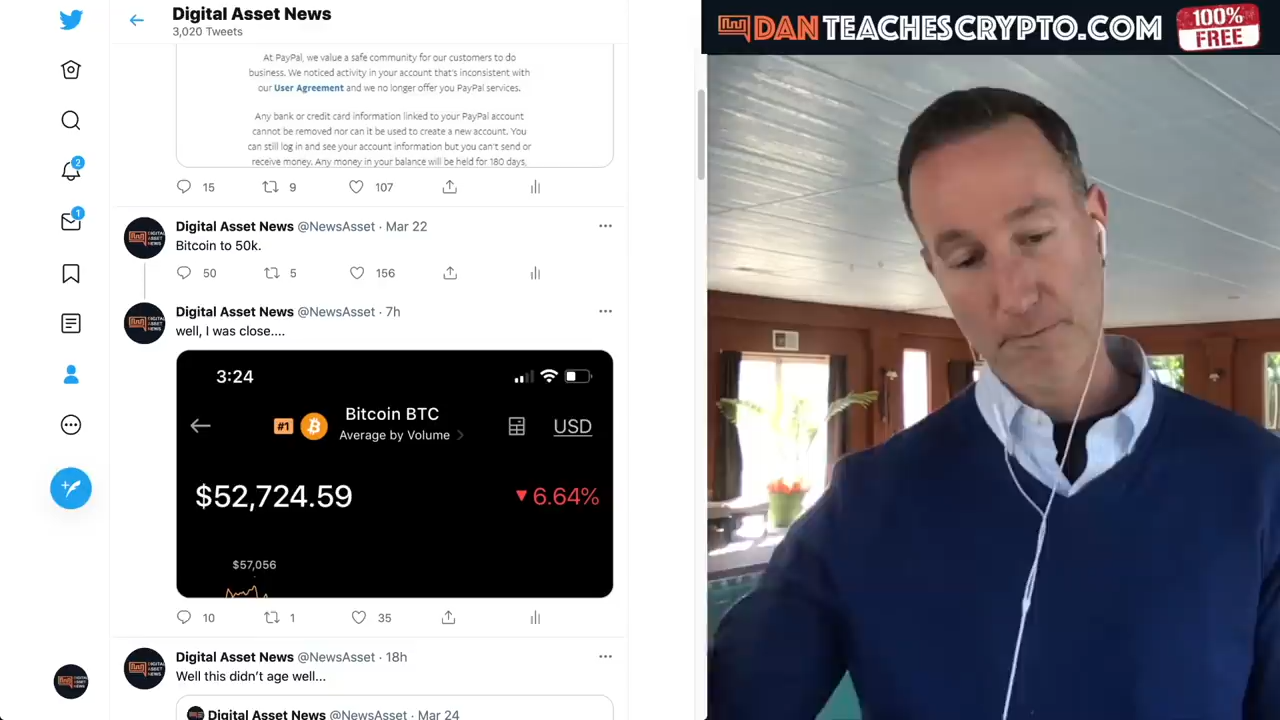 Digital Asset News
3,020 Tweets
DANTEACHESCRYPTO.COM
100%
FREE
At PayPal, we value a safe community for our customers to do
business. We noticed activity in your account that's inconsistent with
our User Agreement and we no longer offer you PayPal services.
Any bank or credit card information linked to your PayPal account
cannot be removed nor can it be used to create a new account. You
can still log in and see your account information but you can't send or
receive money. Any money in your balance will be held for 180 days,
15 9 107
2
1
Digital Asset News @NewsAsset · Mar 22
Bitcoin to 50k.
50 5 156
Digital Asset News @NewsAsset · 7h
well, I was close....
3:24
#1 Bitcoin BTC USD
Average by Volume
$52,724.59 ▼6.64%
$57,056
10 1 35
Digital Asset News @NewsAsset · 18h
Well this didn't age well...
Digital Asset News @NewsAsset · Mar 24